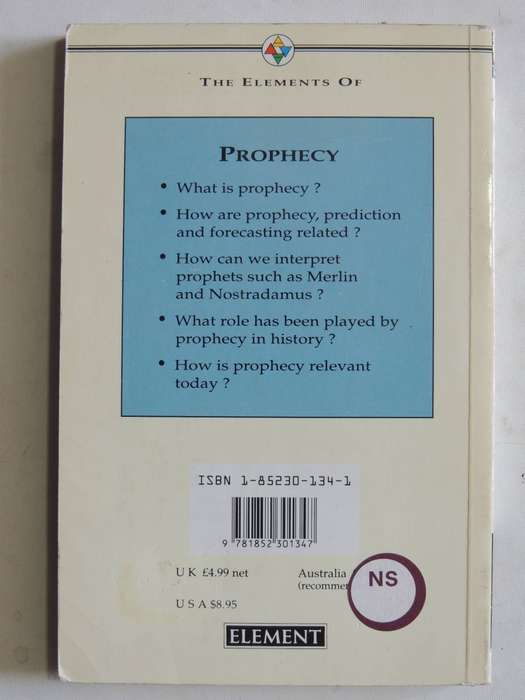 THE ELEMENTS OF
PROPHECY
• What is prophecy ?
• How are prophecy, prediction
and forecasting related ?
• How can we interpret
prophets such as Merlin
and Nostradamus ?
• What role has been played by
prophecy in history ?
• How is prophecy relevant
today ?
ISBN 1-85230-134-1
9 781852 301347
UK £4.99 net
Australia
NS
USA $8.95
ELEMENT